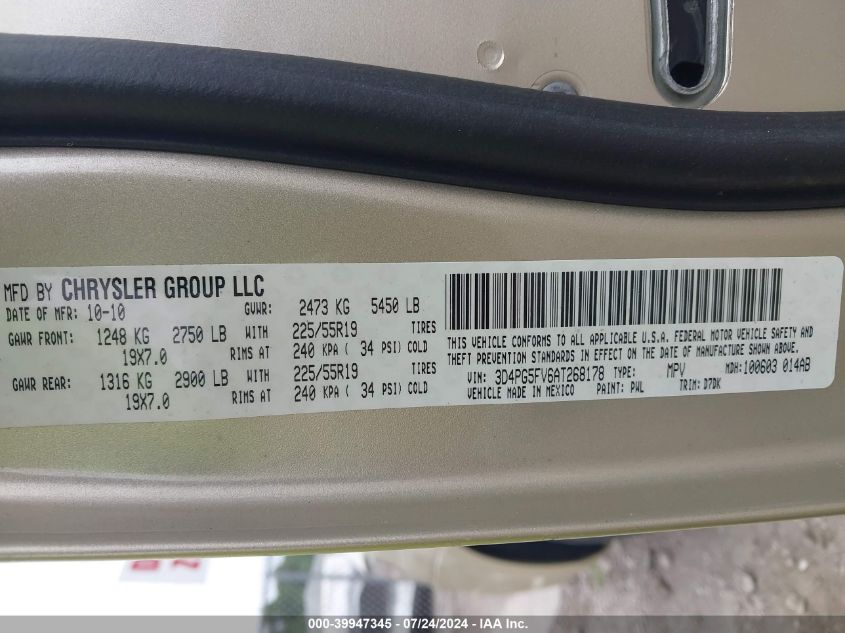 MFD BY CHRYSLER GROUP LLC
DATE OF MFR: 10-10 GVWR: 2473 KG 5450 LB
GAWR FRONT: 1248 KG 2750 LB WITH 225/55R19 TIRES
19X7.0 RIMS AT 240 KPA ( 34 PSI) COLD
GAWR REAR: 1316 KG 2900 LB WITH 225/55R19 TIRES
19X7.0 RIMS AT 240 KPA ( 34 PSI) COLD
THIS VEHICLE CONFORMS TO ALL APPLICABLE U.S.A. FEDERAL MOTOR VEHICLE SAFETY AND
THEFT PREVENTION STANDARDS IN EFFECT ON THE DATE OF MANUFACTURE SHOWN ABOVE.
VIN: 3D4PG5FV6AT268178 TYPE: MPV MDH: 100603 014AB
VEHICLE MADE IN MEXICO PAINT: PWL TRIM: D7DK
000-39947345 - 07/24/2024 - IAA Inc.